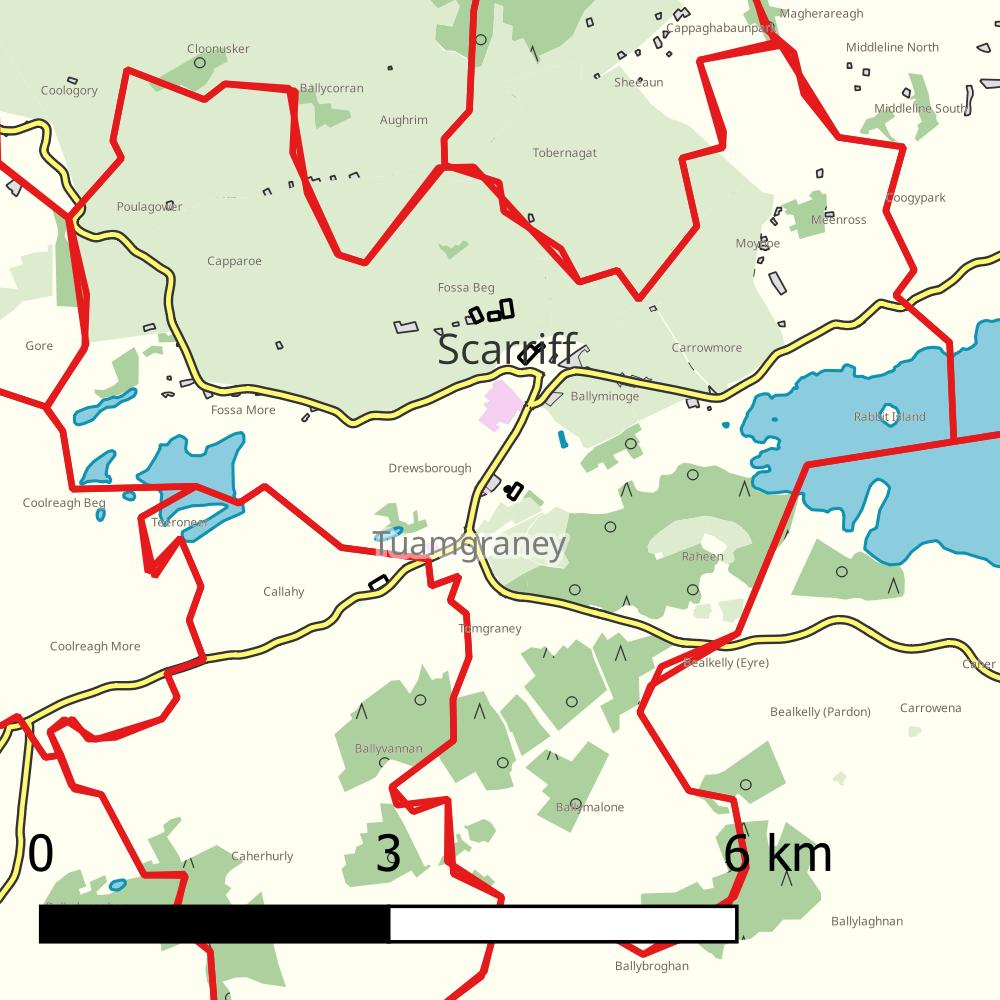 Magherareagh
Cappaghabaunpark
Cloonusker
Middleline North
Sheeaun
Coologory
Ballycorran
Middleline South
Aughrim
Tobernagat
Coogypark
Poulagower
Meenross
Moynoe
Capparoe
Fossa Beg
Gore
Scarriff
Carrowmore
Ballyminoge
Fossa More
Rabbit Island
Drewsborough
Coolreagh Beg
Teeronear
Tuamgraney
Raheen
Callahy
Tomgraney
Coolreagh More
Bealkelly (Eyre)
Caher
Bealkelly (Pardon)
Carrowena
Ballyvannan
Ballymalone
0 3 6 km
Caherhurly
Ballylaghnan
Ballybroghan